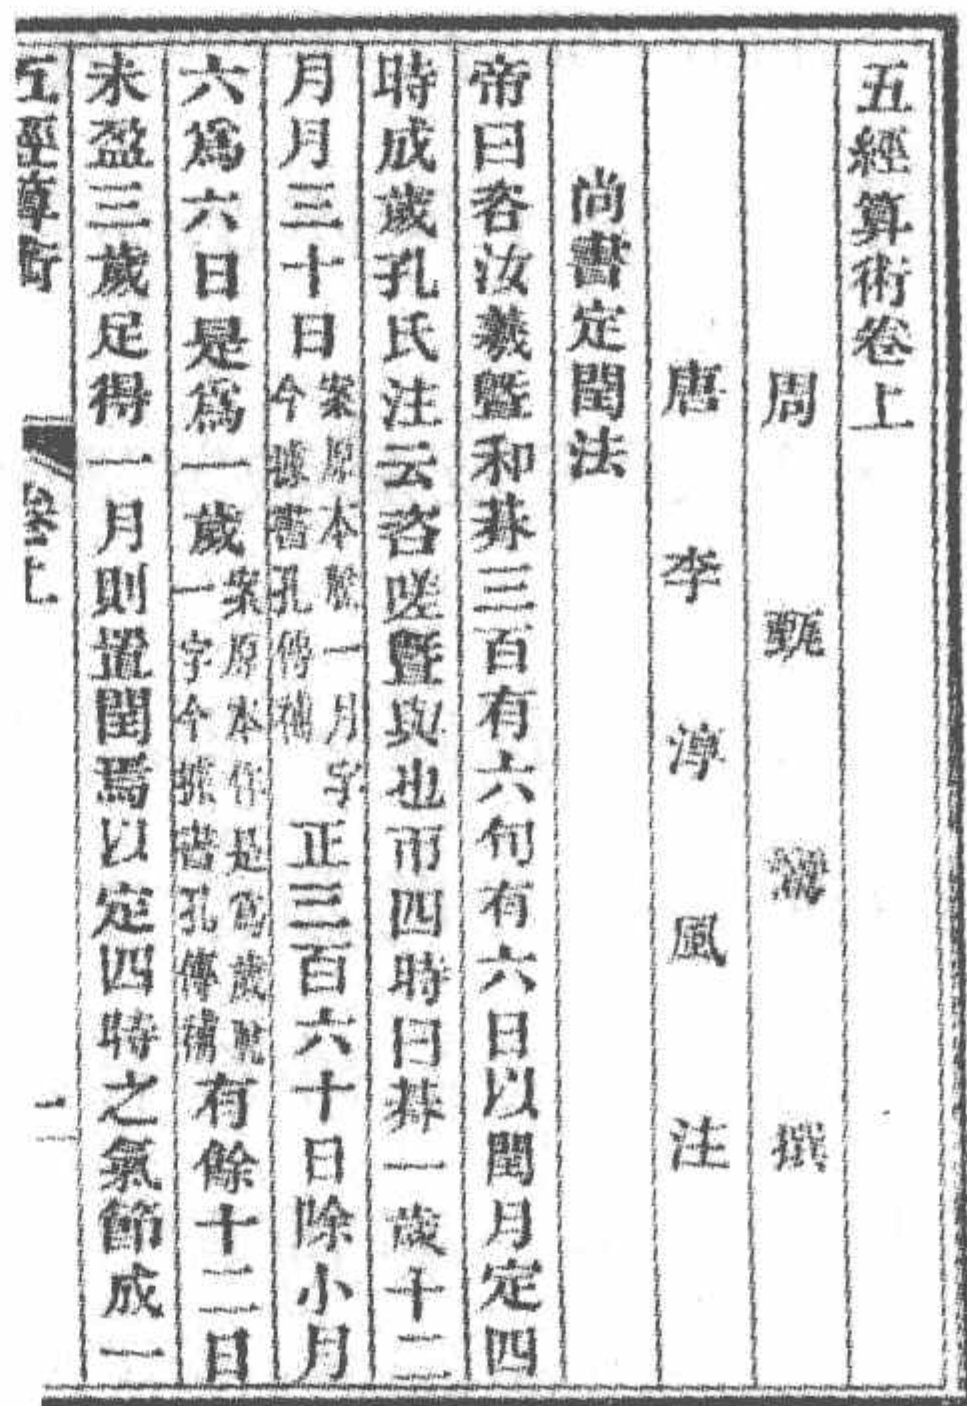 五經算術卷上
周 甄鸞 撰
唐 李淳風 注
尚書定閏法
帝曰咨汝羲暨和朞三百有六旬有六日以閏月定四
時成歲孔氏注云咨嗟暨與也帀四時曰朞一歲十二
月月三十日案原本脫一月字今據書孔傳補正三百六十日除小月
六爲六日是爲一歲案原本作是爲歲脫一字今據書孔傳補有餘十二日
未盈三歲足得一月則置閏焉以定四時之氣節成一
五經算術 卷上 一